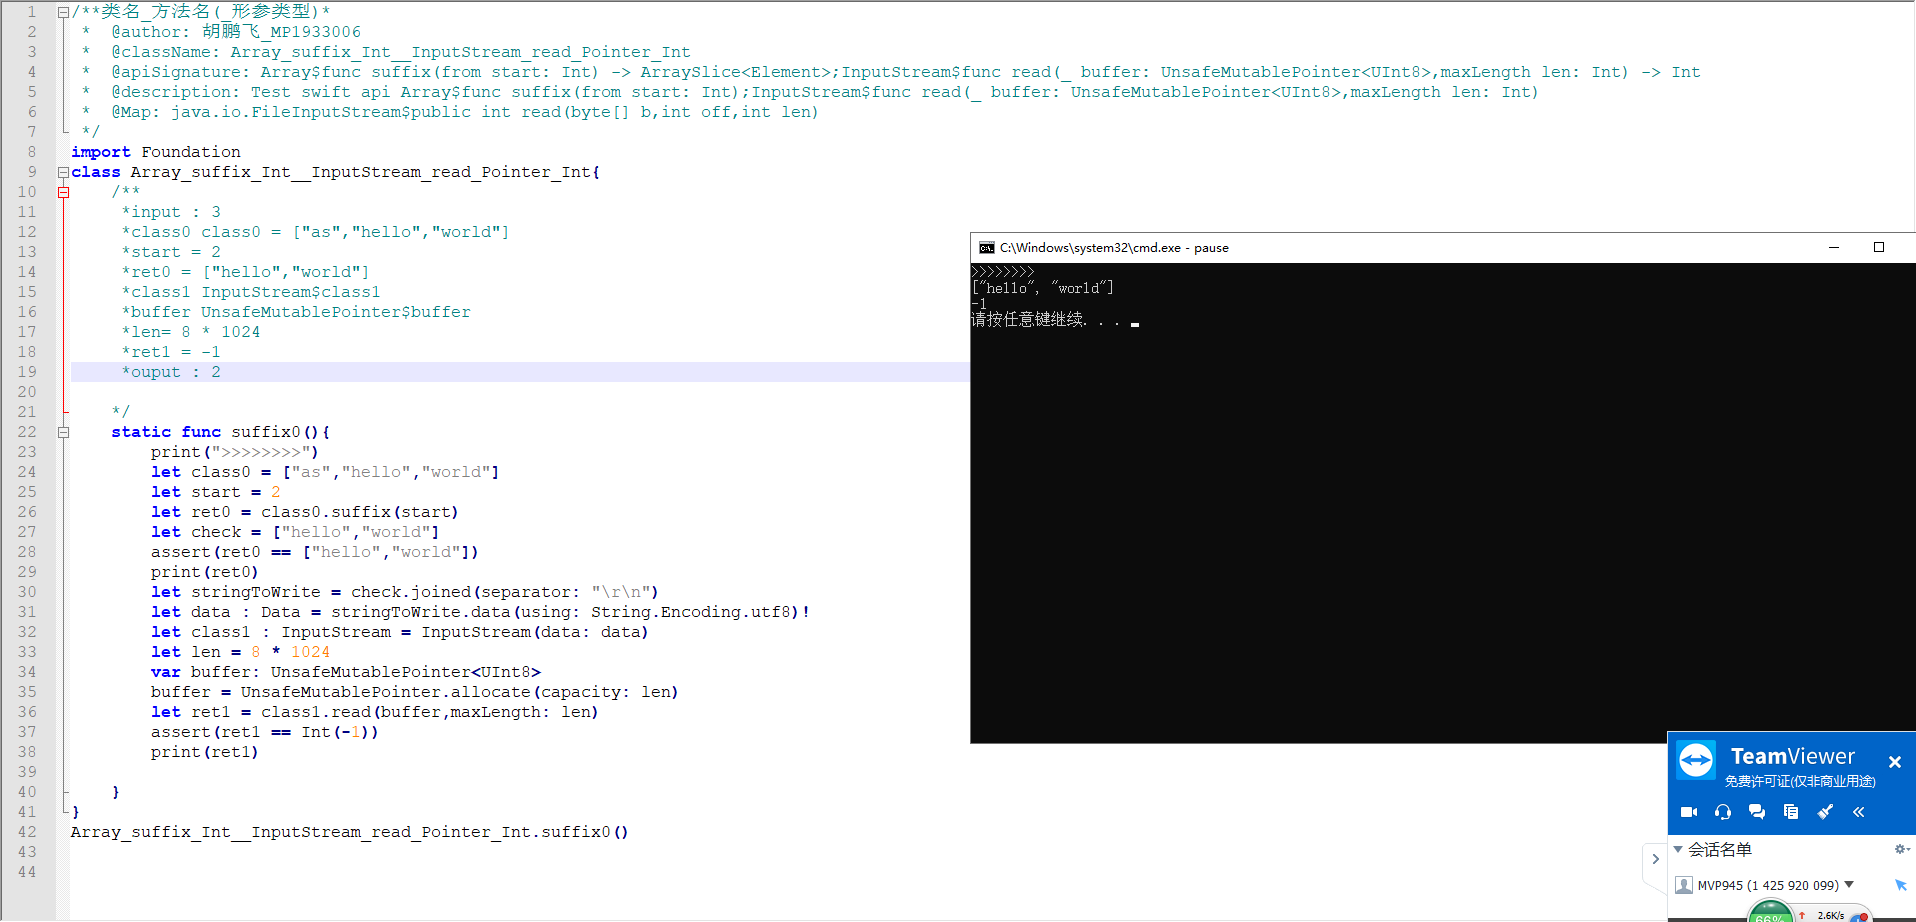 1 /**类名_方法名(_形参类型)*
2 * @author: 胡鹏飞_MP1933006
3 * @className: Array_suffix_Int__InputStream_read_Pointer_Int
4 * @apiSignature: Array$func suffix(from start: Int) -> ArraySlice<Element>;InputStream$func read(_ buffer: UnsafeMutablePointer<UInt8>,maxLength len: Int) -> Int
5 * @description: Test swift api Array$func suffix(from start: Int);InputStream$func read(_ buffer: UnsafeMutablePointer<UInt8>,maxLength len: Int)
6 * @Map: java.io.FileInputStream$public int read(byte[] b,int off,int len)
7 */
8 import Foundation
9 class Array_suffix_Int__InputStream_read_Pointer_Int{
10 /**
11 *input : 3
12 *class0 class0 = ["as","hello","world"]
13 *start = 2
14 *ret0 = ["hello","world"]
15 *class1 InputStream$class1
16 *buffer UnsafeMutablePointer$buffer
17 *len= 8 * 1024
18 *ret1 = -1
19 *ouput : 2
20
21 */
22 static func suffix0(){
23 print(">>>>>>>>")
24 let class0 = ["as","hello","world"]
25 let start = 2
26 let ret0 = class0.suffix(start)
27 let check = ["hello","world"]
28 assert(ret0 == ["hello","world"])
29 print(ret0)
30 let stringToWrite = check.joined(separator: "\r\n")
31 let data : Data = stringToWrite.data(using: String.Encoding.utf8)!
32 let class1 : InputStream = InputStream(data: data)
33 let len = 8 * 1024
34 var buffer: UnsafeMutablePointer<UInt8>
35 buffer = UnsafeMutablePointer.allocate(capacity: len)
36 let ret1 = class1.read(buffer,maxLength: len)
37 assert(ret1 == Int(-1))
38 print(ret1)
39
40 }
41 }
42 Array_suffix_Int__InputStream_read_Pointer_Int.suffix0()
43
44
C:\Windows\system32\cmd.exe - pause
>>>>>>>>
["hello", "world"]
-1
请按任意键继续. . .
TeamViewer
免费许可证(仅非商业用途)
会话名单
MVP945 (1 425 920 099)
66%
2.6K/s